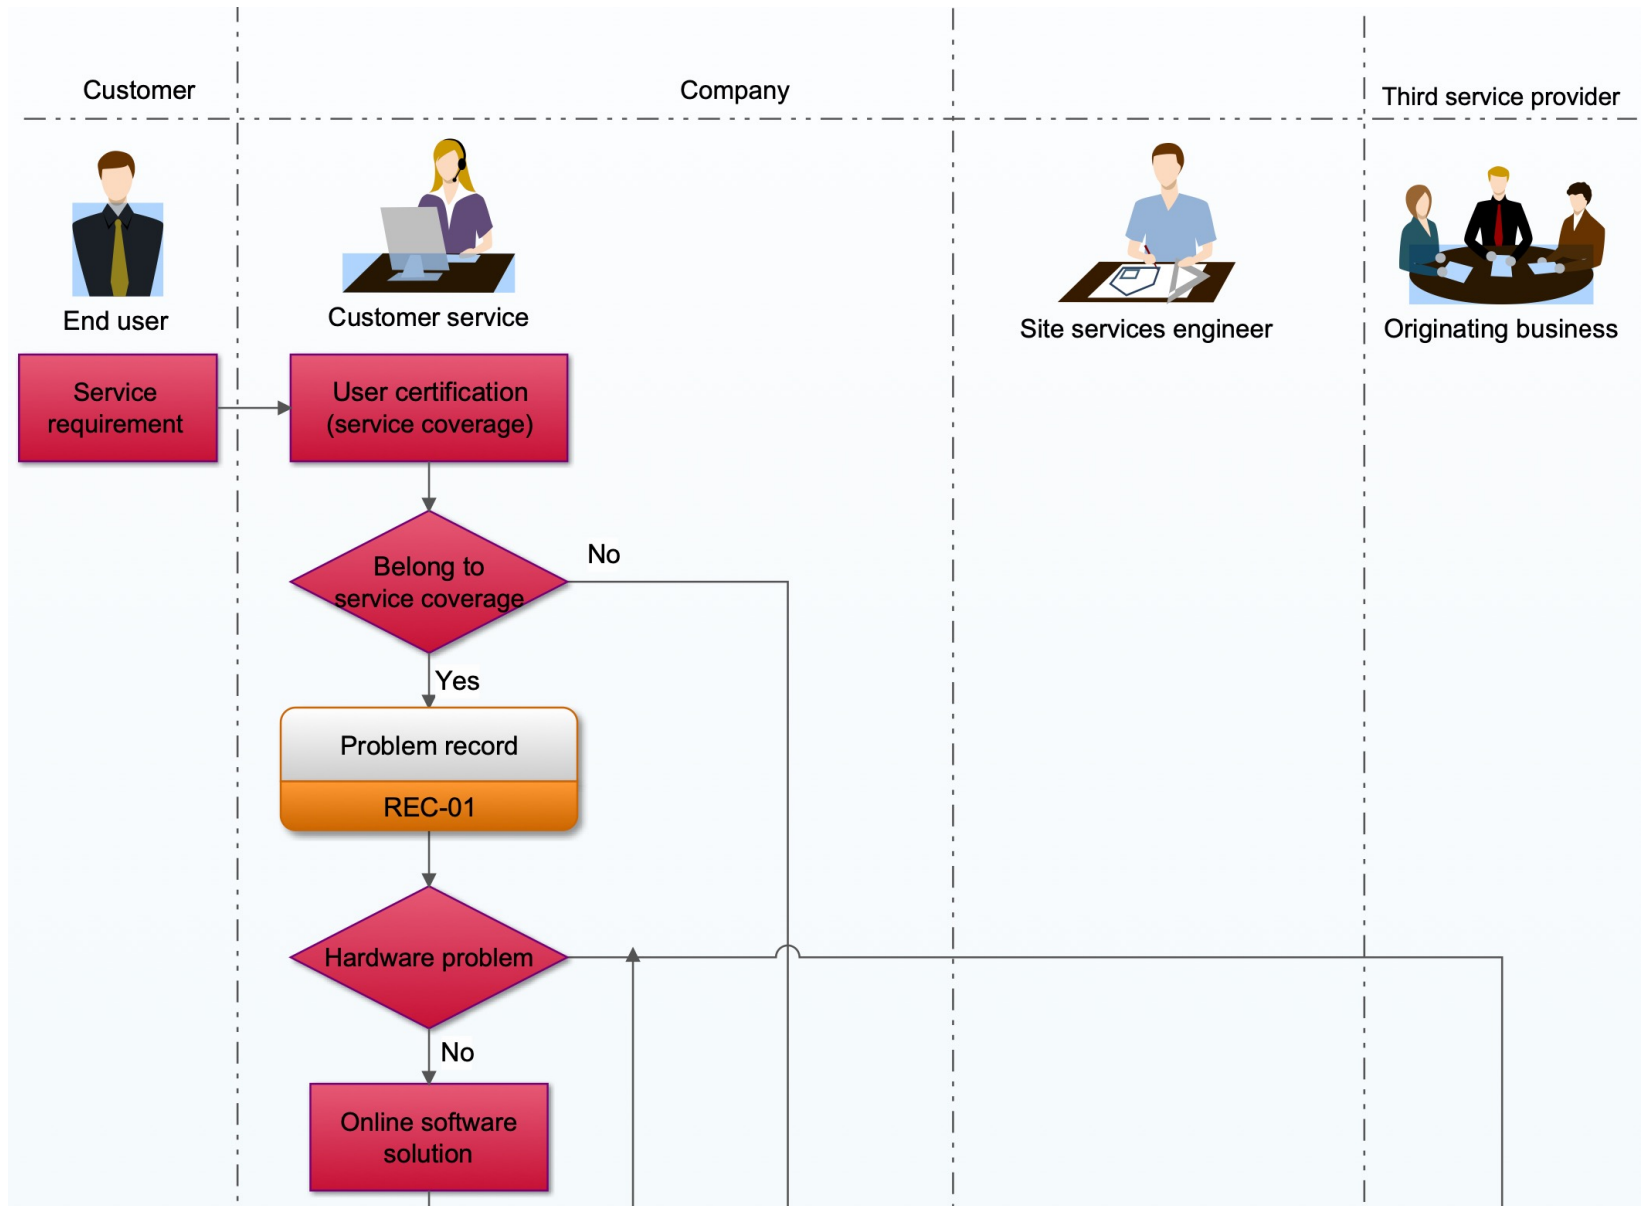 Customer
Company
Third service provider
End user
Customer service
Site services engineer
Originating business
Service
requirement
User certification
(service coverage)
Belong to
service coverage
No
Yes
Problem record
REC-01
Hardware problem
No
Online software
solution